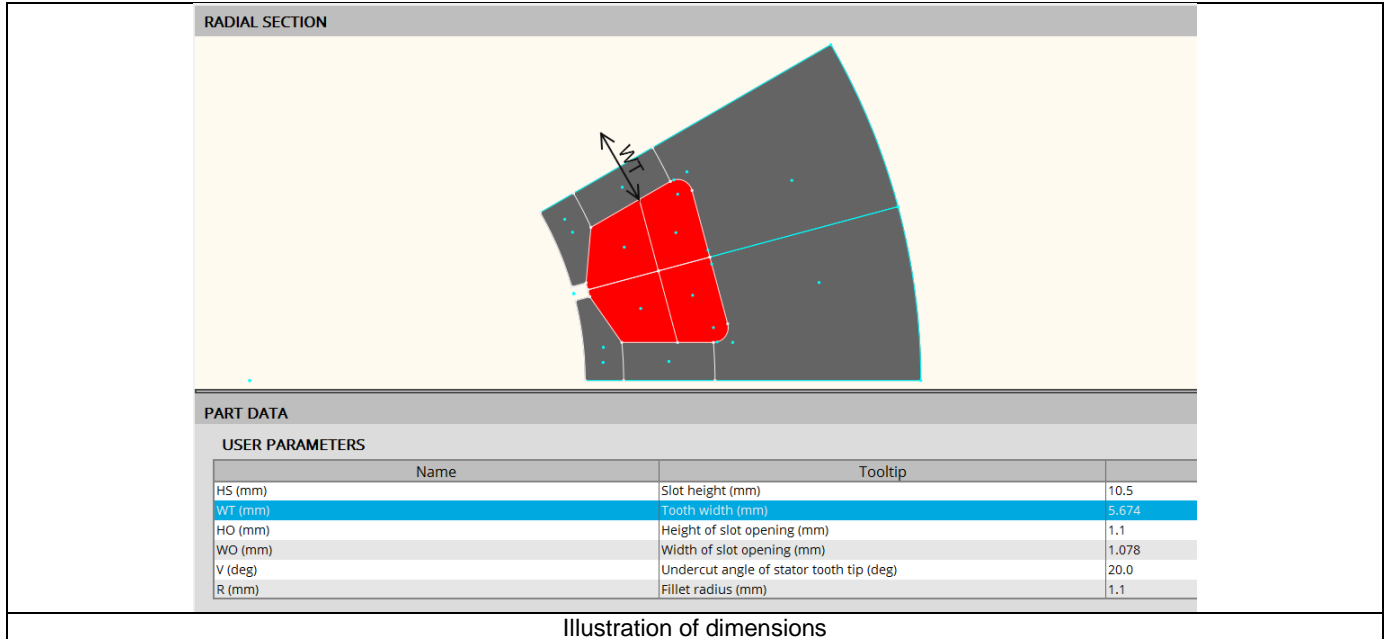 RADIAL SECTION
WT
PART DATA
USER PARAMETERS
Name Tooltip
HS (mm) Slot height (mm) 10.5
WT (mm) Tooth width (mm) 5.674
HO (mm) Height of slot opening (mm) 1.1
WO (mm) Width of slot opening (mm) 1.078
V (deg) Undercut angle of stator tooth tip (deg) 20.0
R (mm) Fillet radius (mm) 1.1
Illustration of dimensions